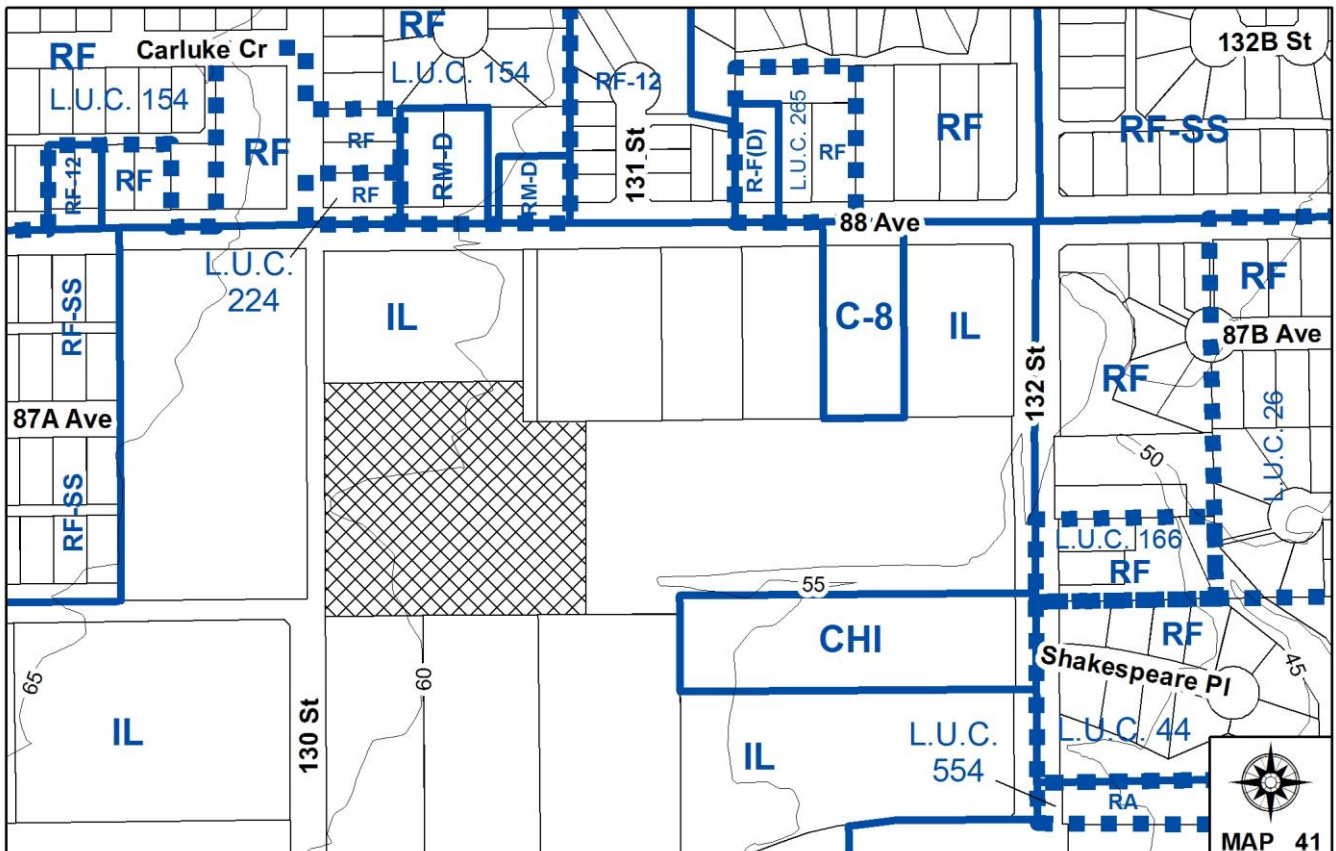 RF
Carluke Cr
RF
132B St
L.U.C. 154
L.U.C. 154
RF-12
RF
RF
RF
RF
RF-SS
131 St
RM-D
RM-D
R-F(D)
L.U.C. 265
RF
RF-12
RF
RF
88 Ave
L.U.C.
224
RF-SS
IL
C-8
IL
RF
87B Ave
132 St
RF
87A Ave
L.U.C. 26
50
RF-SS
L.U.C. 166
RF
55
CHI
RF
Shakespeare Pl
45
65
60
IL
130 St
IL
L.U.C.
554
L.U.C. 44
RA
MAP 41